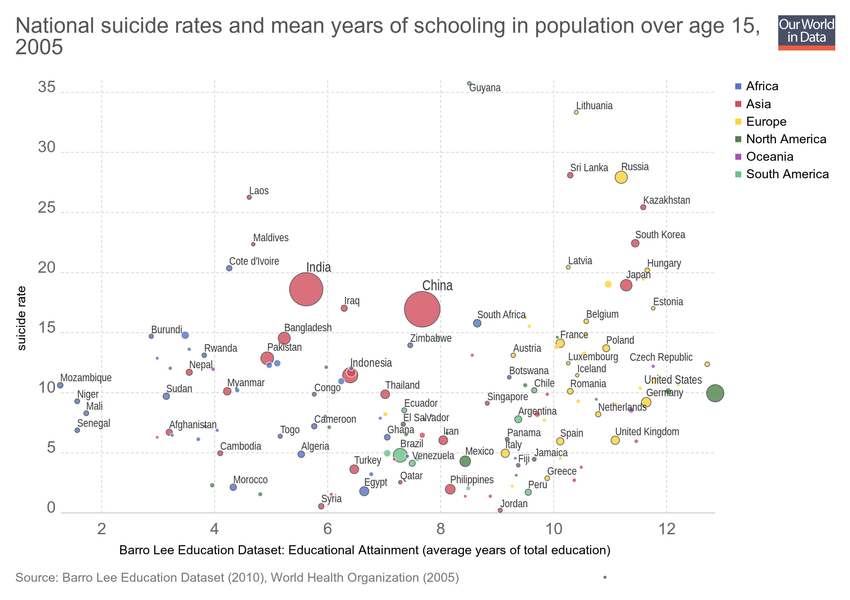 National suicide rates and mean years of schooling in population over age 15,
2005
Our World
in Data
35
30
25
20
15
10
5
0
suicide rate
Guyana
Lithuania
Sri Lanka
Russia
Laos
Kazakhstan
Maldives
South Korea
Cote d'Ivoire
India
Latvia
Hungary
Japan
China
Iraq
Estonia
South Africa
Belgium
Burundi
Bangladesh
Zimbabwe
France
Poland
Rwanda
Pakistan
Austria
Luxembourg
Czech Republic
Nepal
Indonesia
Botswana
Iceland
Mozambique
Myanmar
Congo
Thailand
Chile
Romania
United States
Niger
Sudan
Singapore
Germany
Mali
Ecuador
Argentina
Netherlands
Senegal
Afghanistan
Togo
Cameroon
El Salvador
Ghana
Iran
Panama
Spain
United Kingdom
Cambodia
Algeria
Brazil
Venezuela
Mexico
Italy
Fiji
Jamaica
Morocco
Turkey
Egypt
Qatar
Philippines
Peru
Greece
Syria
Jordan
2
4
6
8
10
12
Barro Lee Education Dataset: Educational Attainment (average years of total education)
Africa
Asia
Europe
North America
Oceania
South America
Source: Barro Lee Education Dataset (2010), World Health Organization (2005)